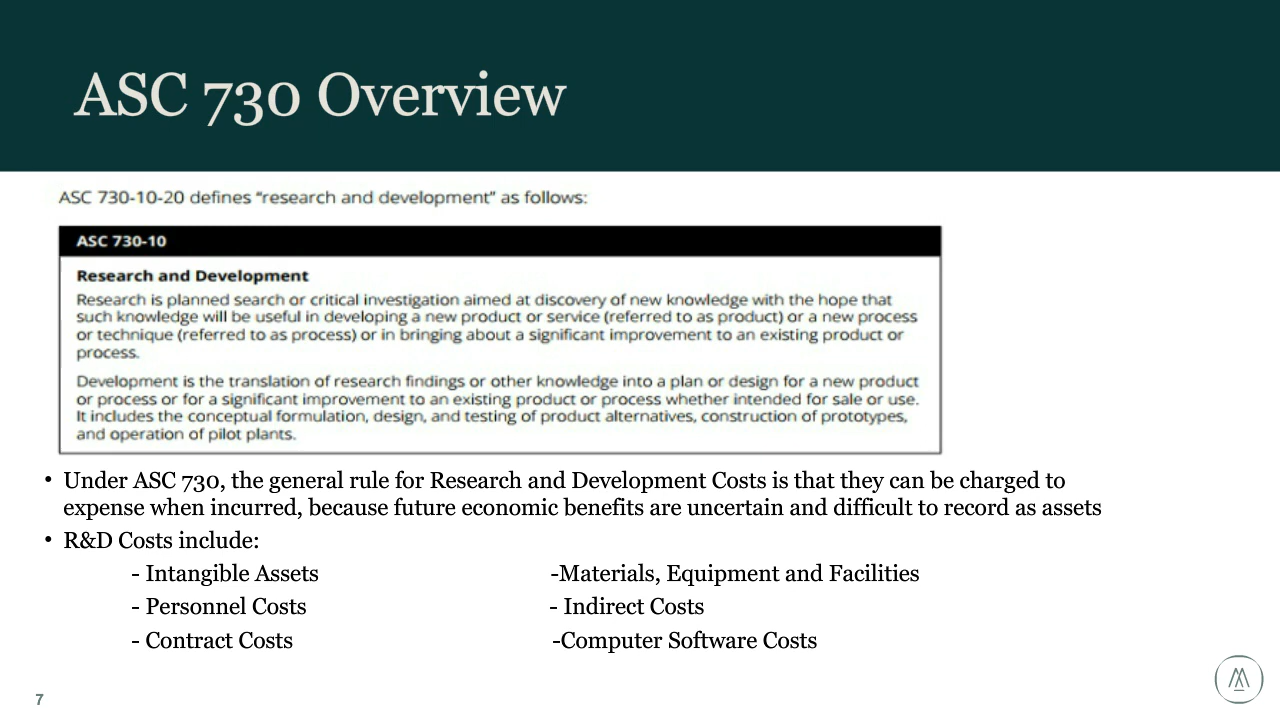 ASC 730 Overview
ASC 730-10-20 defines “research and development” as follows:
ASC 730-10
Research and Development
Research is planned search or critical investigation aimed at discovery of new knowledge with the hope that
such knowledge will be useful in developing a new product or service (referred to as product) or a new process
or technique (referred to as process) or in bringing about a significant improvement to an existing product or
process.
Development is the translation of research findings or other knowledge into a plan or design for a new product
or process or for a significant improvement to an existing product or process whether intended for sale or use.
It includes the conceptual formulation, design, and testing of product alternatives, construction of prototypes,
and operation of pilot plants.
• Under ASC 730, the general rule for Research and Development Costs is that they can be charged to
expense when incurred, because future economic benefits are uncertain and difficult to record as assets
• R&D Costs include:
- Intangible Assets -Materials, Equipment and Facilities
- Personnel Costs - Indirect Costs
- Contract Costs -Computer Software Costs
7